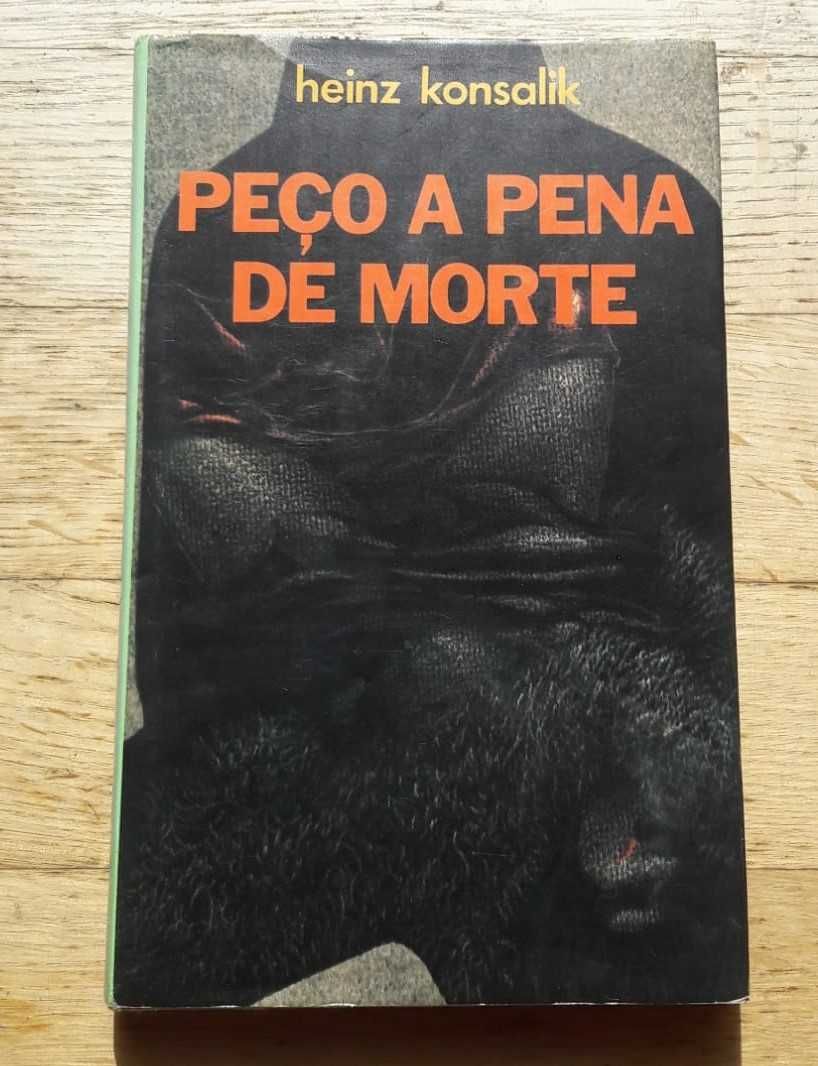 heinz konsalik
PEÇO A PENA
DE MORTE